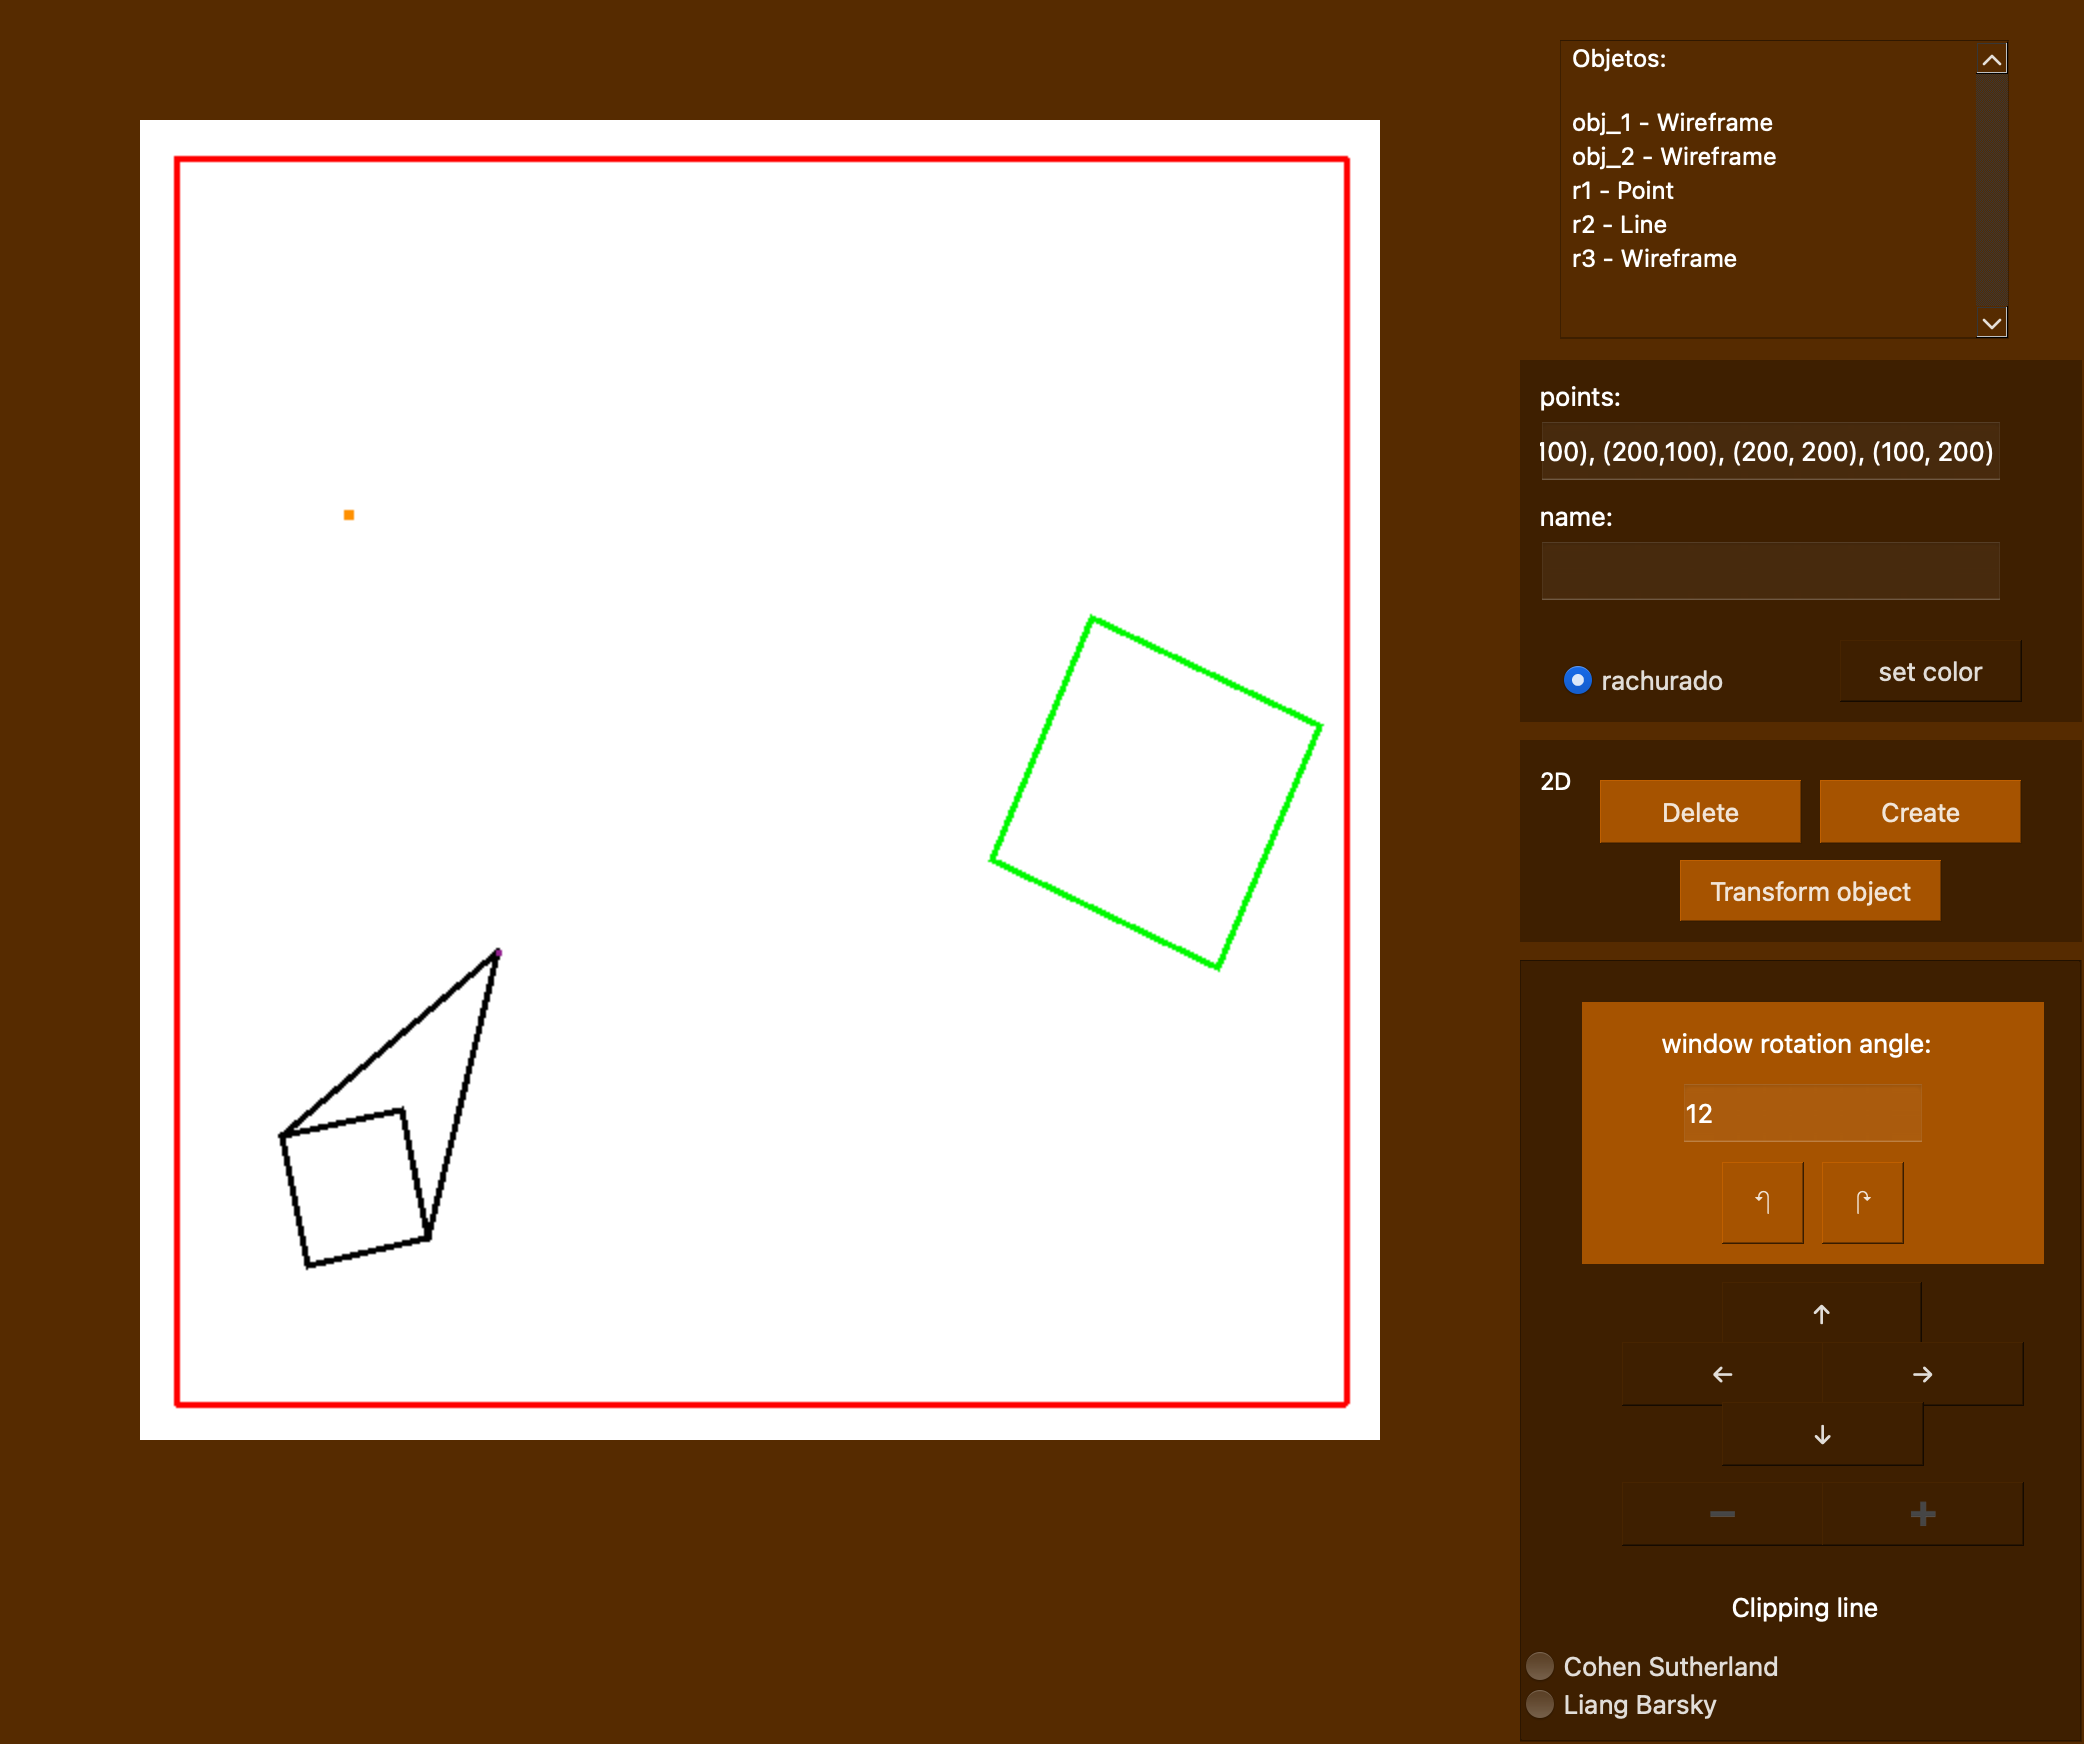 Objetos:
obj_1 - Wireframe
obj_2 - Wireframe
r1 - Point
r2 - Line
r3 - Wireframe
points:
100), (200,100), (200, 200), (100, 200)
name:
rachurado
set color
2D
Delete
Create
Transform object
window rotation angle:
12
↑
← →
↓
− +
Clipping line
Cohen Sutherland
Liang Barsky